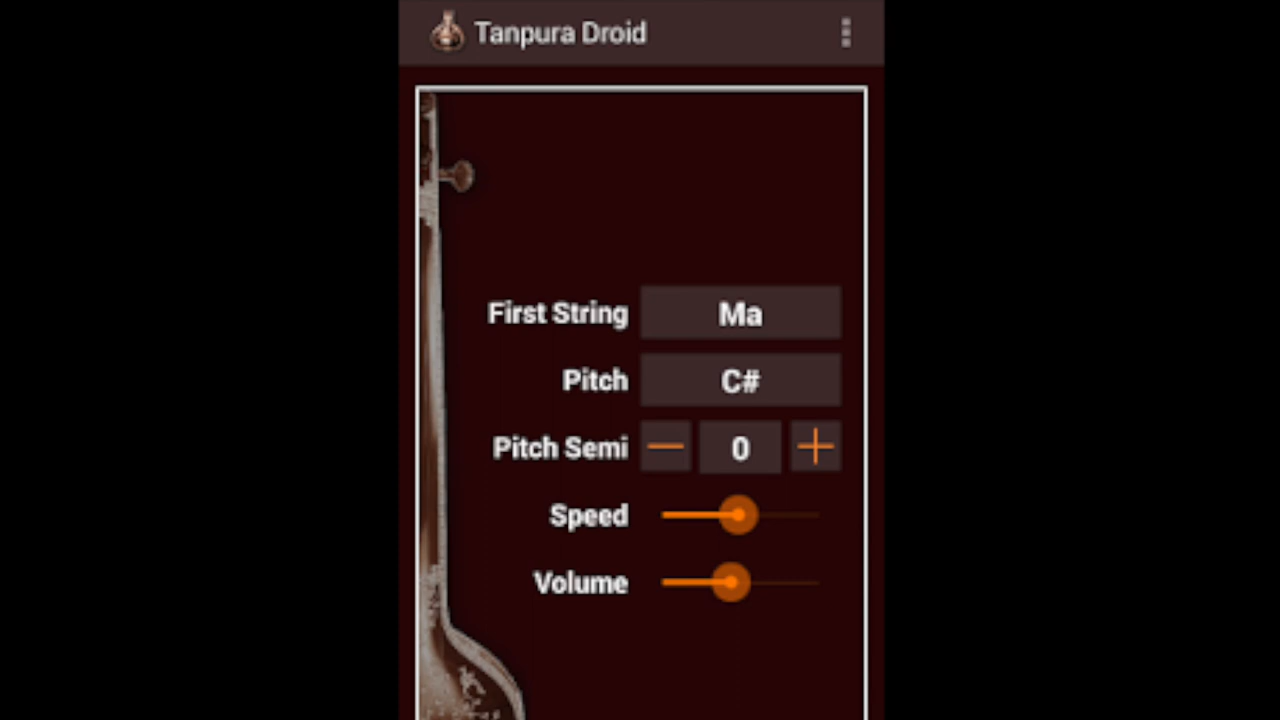 Tanpura Droid
First String Ma
Pitch C#
Pitch Semi 0
Speed
Volume